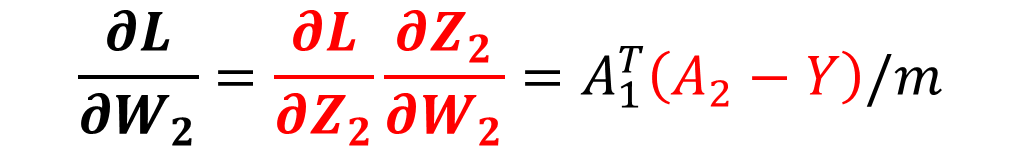 ∂L/∂W₂ = ∂L/∂Z₂ ∂Z₂/∂W₂ = A₁ᵀ(A₂ − Y)/m